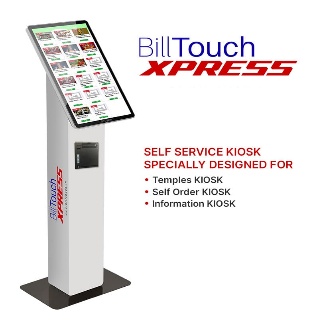 BillTouch
XPRESS
SELF SERVICE KIOSK
SPECIALLY DESIGNED FOR
• Temples KIOSK
• Self Order KIOSK
• Information KIOSK
BillTouch
XPRESS